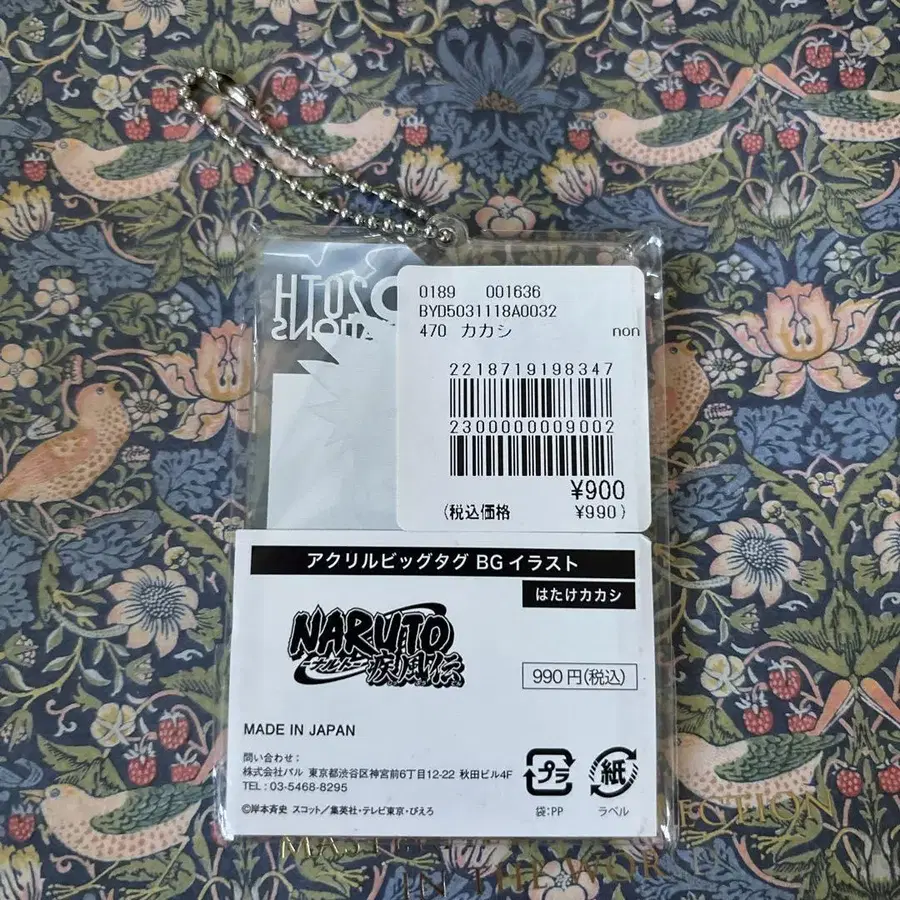 20TH
ATIONS
0189 001636
BYD5031118A0032
470 カカシ non
2218719198347
2300000009002
¥900
(税込価格 ¥990)
アクリルビッグタグ BG イラスト
はたけカカシ
NARUTO
-ナルト-
疾風伝
990円(税込)
MADE IN JAPAN
問い合わせ:
株式会社パル 東京都渋谷区神宮前6丁目12-22 秋田ビル4F
TEL:03-5468-8295
©岸本斉史 スコット/集英社・テレビ東京・ぴえろ
プラ
袋:PP
紙
ラベル
IN THE WOR